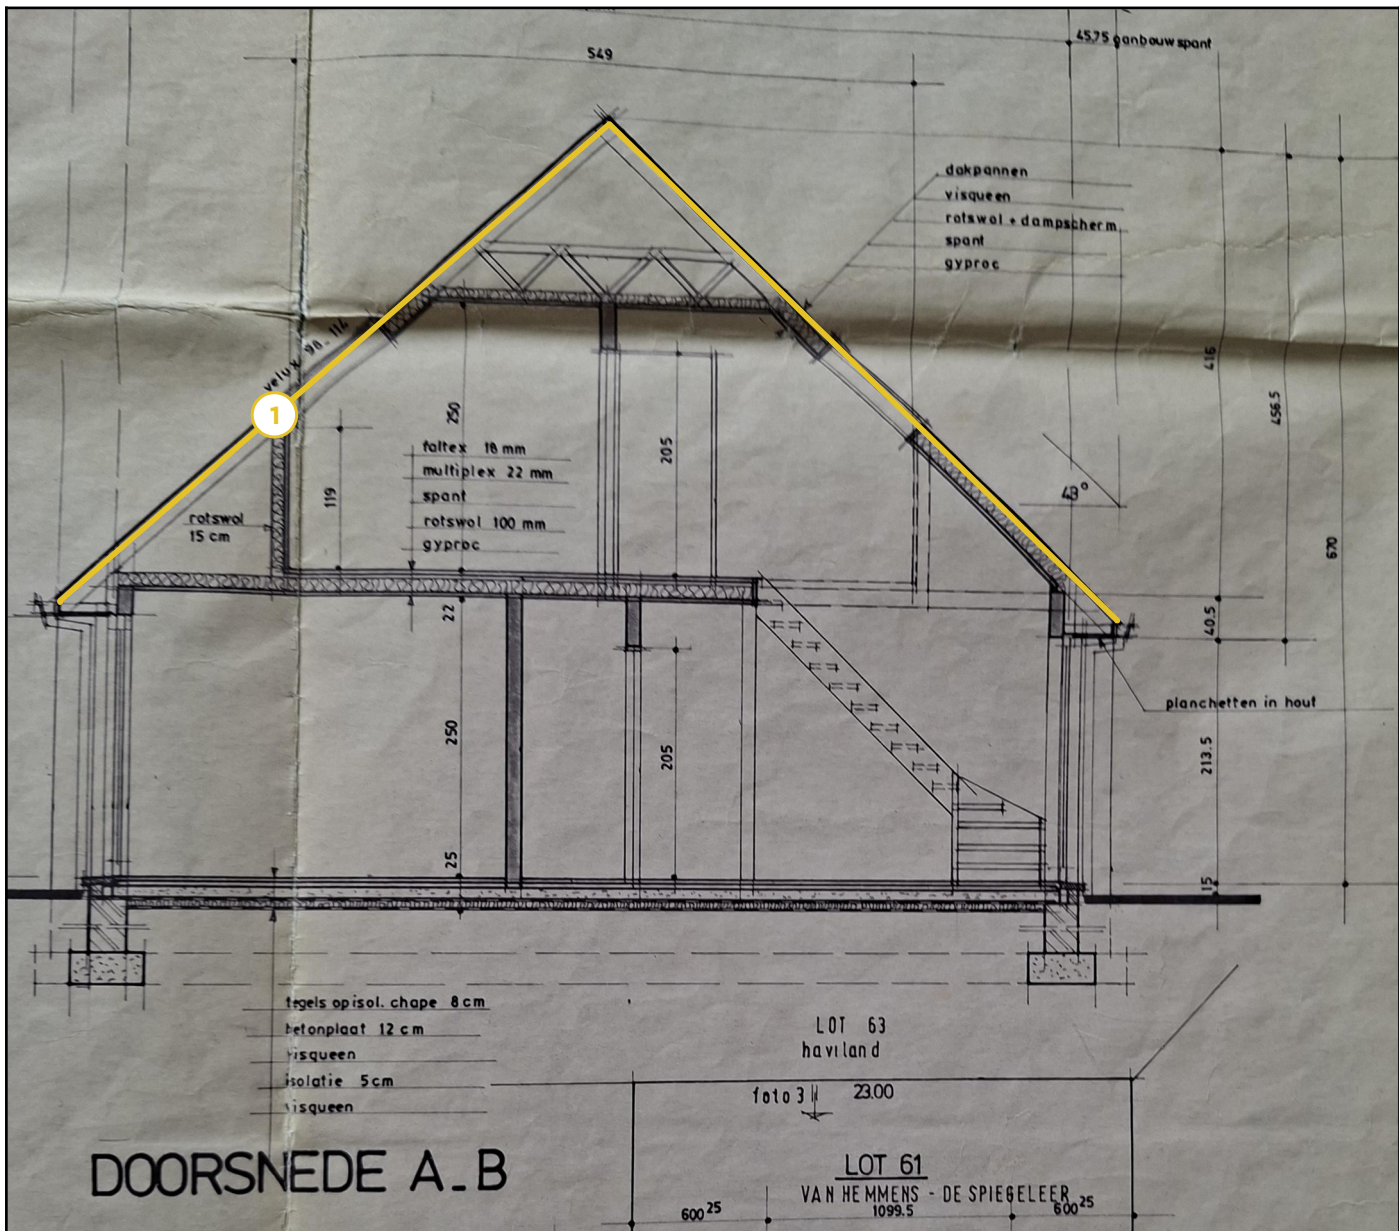 45,75 aanbouwspant
549
dakpannen
visqueen
rotswol + dampscherm
spant
gyproc
velux 98_114
1
416
456.5
250
205
faltex 18 mm
multiplex 22 mm
spant
rotswol 100 mm
gyproc
119
43°
rotswol
15 cm
670
22
40.5
planchetten in hout
250
205
213.5
25
15
tegels op isol. chape 8 cm
betonplaat 12 cm
visqueen
isolatie 5 cm
visqueen
LOT 63
haviland
foto 3
23.00
DOORSNEDE A_B
LOT 61
VAN HEMMENS - DE SPIEGELEER
600 25
1099.5
600 25